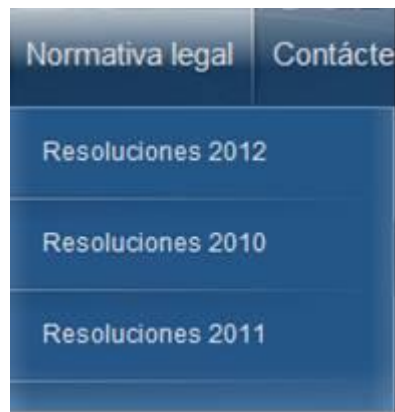 Normativa legal Contácte
Resoluciones 2012
Resoluciones 2010
Resoluciones 2011